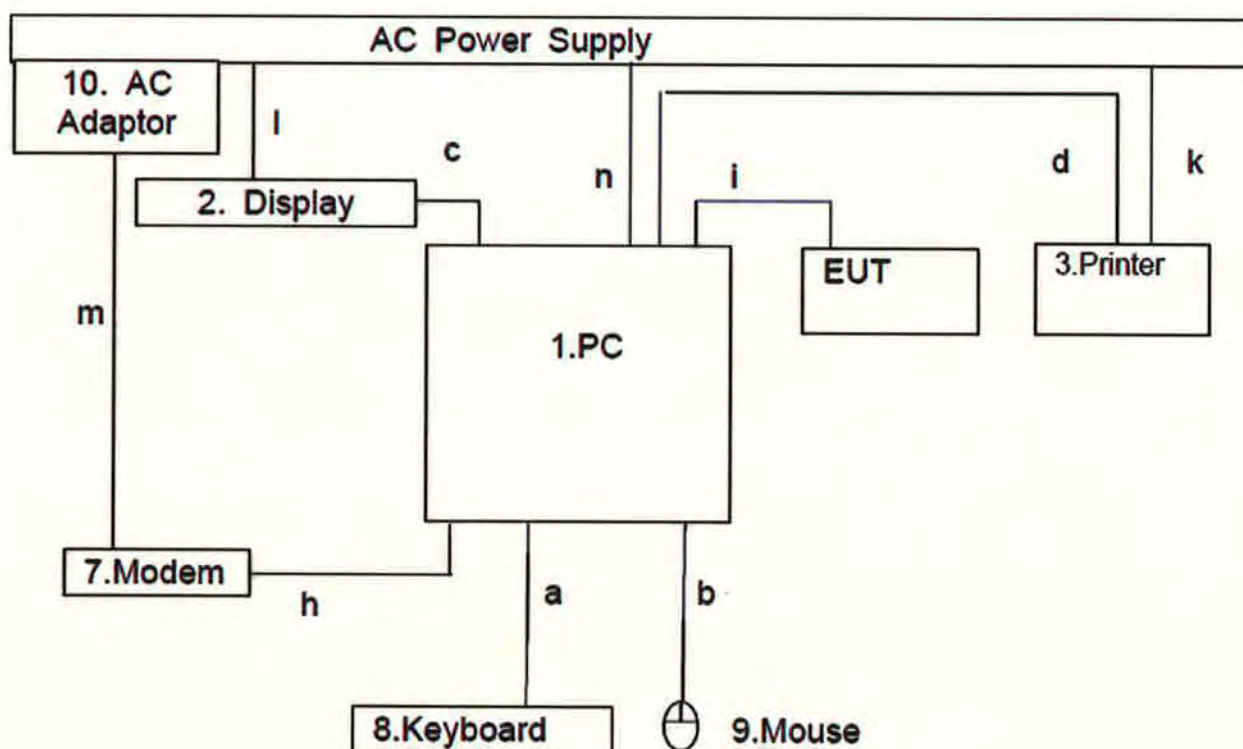 AC Power Supply
10. AC
Adaptor
l
c
n
i
d
k
2. Display
EUT
3.Printer
m
1.PC
7.Modem
h
a
b
8.Keyboard
9.Mouse